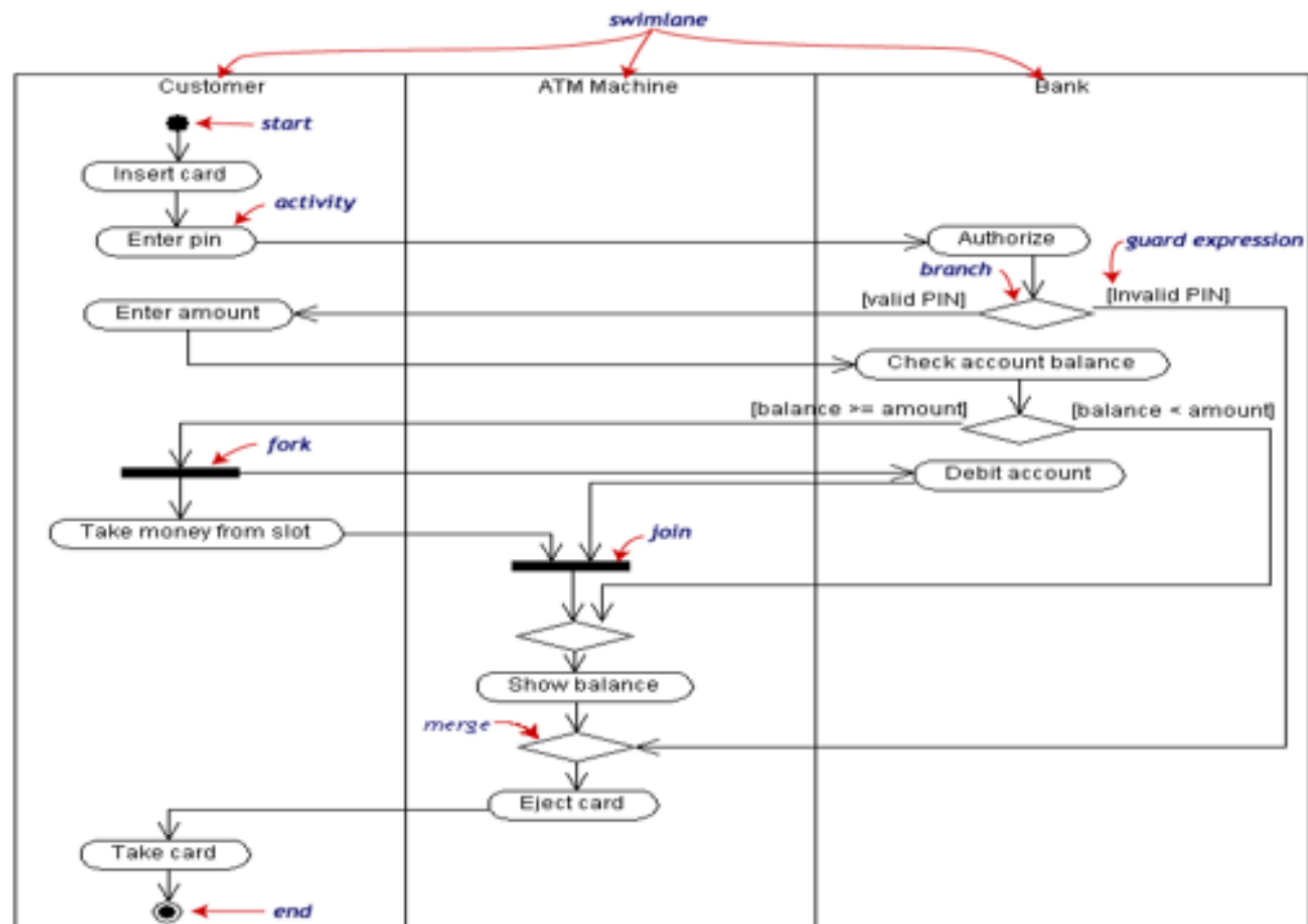 swimlane
Customer ATM Machine Bank
start
Insert card
activity
Enter pin Authorize guard expression
branch
Enter amount [valid PIN] [Invalid PIN]
Check account balance
[balance >= amount] [balance < amount]
fork
Debit account
Take money from slot join
Show balance
merge
Eject card
Take card
end